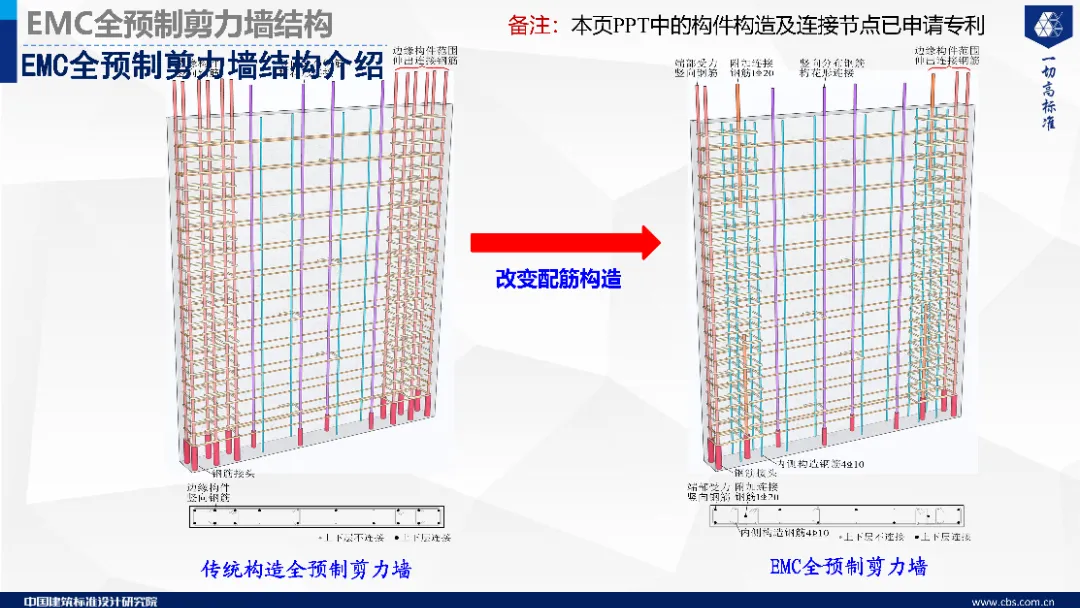 EMC全预制剪力墙结构
EMC全预制剪力墙结构介绍
备注：本页PPT中的构件构造及连接节点已申请专利
一切高标准
边缘构件范围
伸出连接钢筋
端部受力
竖向钢筋
附加连接
钢筋1Φ20
竖向分布钢筋
梅花形连接
边缘构件范围
伸出连接钢筋
改变配筋构造
钢筋接头
边缘构件
竖向钢筋
•上下层不连接 ●上下层连接
传统构造全预制剪力墙
内侧构造钢筋4Φ10
钢筋接头
端部受力
竖向钢筋
附加连接
钢筋1Φ20
内侧构造钢筋4Φ10
•上下层不连接 ●上下层连接
EMC全预制剪力墙
中国建筑标准设计研究院
www.cbs.com.cn